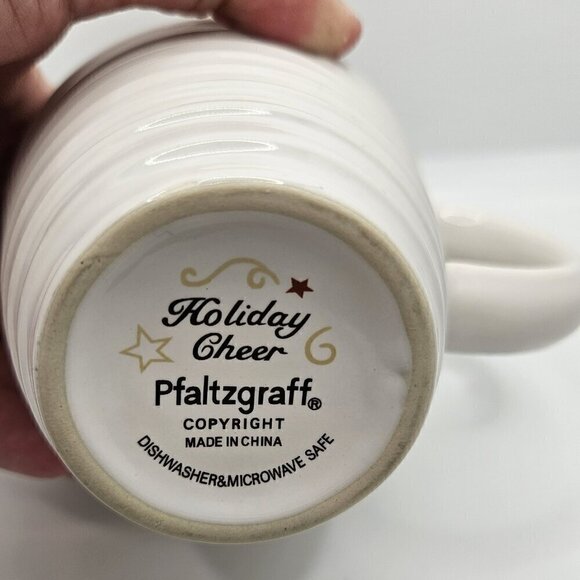 Holiday
Cheer
Pfaltzgraff®
COPYRIGHT
MADE IN CHINA
DISHWASHER&MICROWAVE SAFE